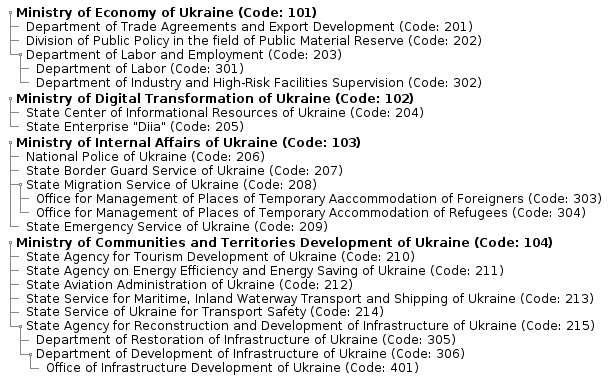 Ministry of Economy of Ukraine (Code: 101)
Department of Trade Agreements and Export Development (Code: 201)
Division of Public Policy in the field of Public Material Reserve (Code: 202)
Department of Labor and Employment (Code: 203)
Department of Labor (Code: 301)
Department of Industry and High-Risk Facilities Supervision (Code: 302)
Ministry of Digital Transformation of Ukraine (Code: 102)
State Center of Informational Resources of Ukraine (Code: 204)
State Enterprise "Diia" (Code: 205)
Ministry of Internal Affairs of Ukraine (Code: 103)
National Police of Ukraine (Code: 206)
State Border Guard Service of Ukraine (Code: 207)
State Migration Service of Ukraine (Code: 208)
Office for Management of Places of Temporary Aaccommodation of Foreigners (Code: 303)
Office for Management of Places of Temporary Accommodation of Refugees (Code: 304)
State Emergency Service of Ukraine (Code: 209)
Ministry of Communities and Territories Development of Ukraine (Code: 104)
State Agency for Tourism Development of Ukraine (Code: 210)
State Agency on Energy Efficiency and Energy Saving of Ukraine (Code: 211)
State Aviation Administration of Ukraine (Code: 212)
State Service for Maritime, Inland Waterway Transport and Shipping of Ukraine (Code: 213)
State Service of Ukraine for Transport Safety (Code: 214)
State Agency for Reconstruction and Development of Infrastructure of Ukraine (Code: 215)
Department of Restoration of Infrastructure of Ukraine (Code: 305)
Department of Development of Infrastructure of Ukraine (Code: 306)
Office of Infrastructure Development of Ukraine (Code: 401)